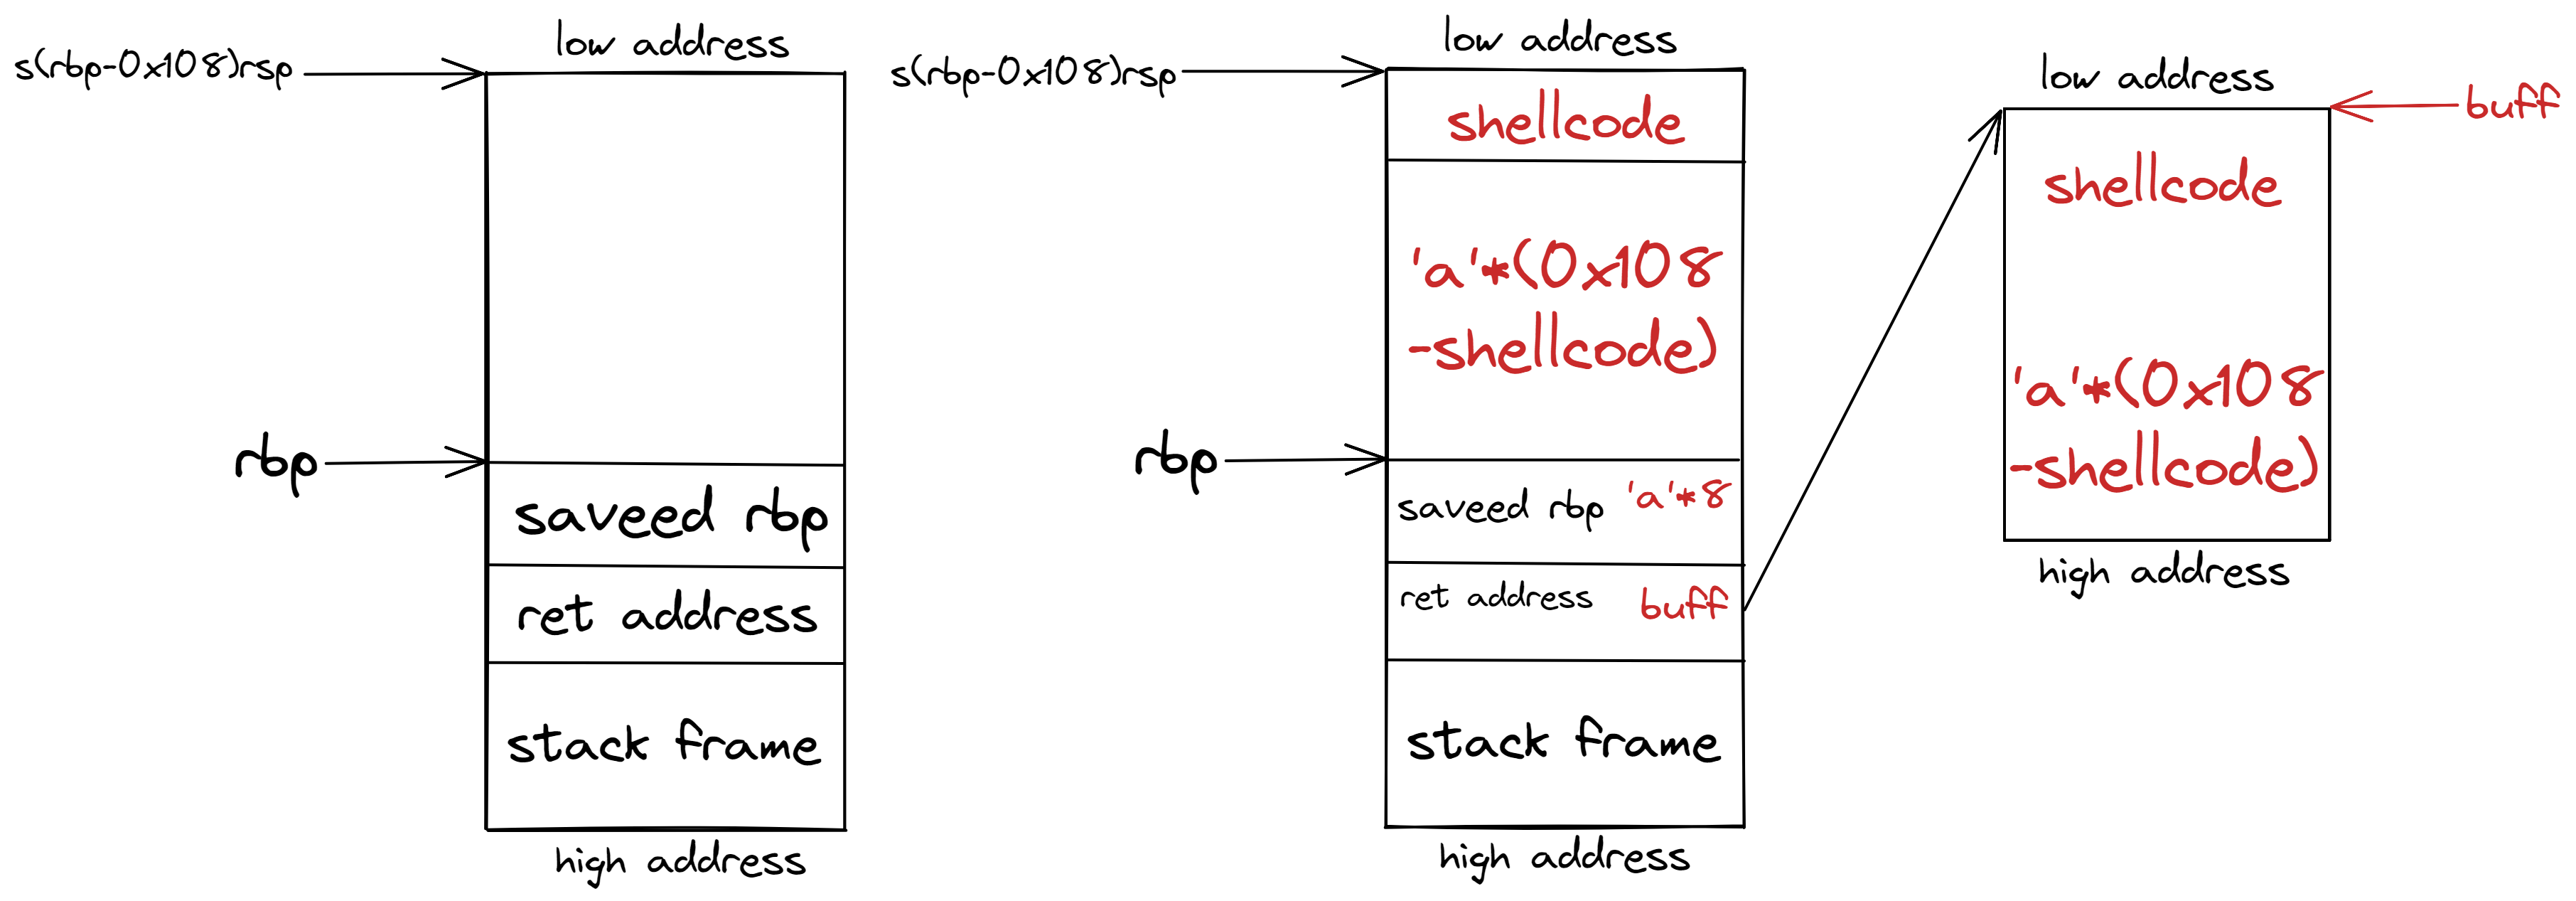 low address
s(rbp-0x108)rsp
rbp
saveed rbp
ret address
stack frame
high address
low address
s(rbp-0x108)rsp
shellcode
'a'*(0x108
-shellcode)
rbp
saveed rbp 'a'*8
ret address buff
stack frame
high address
low address
buff
shellcode
'a'*(0x108
-shellcode)
high address